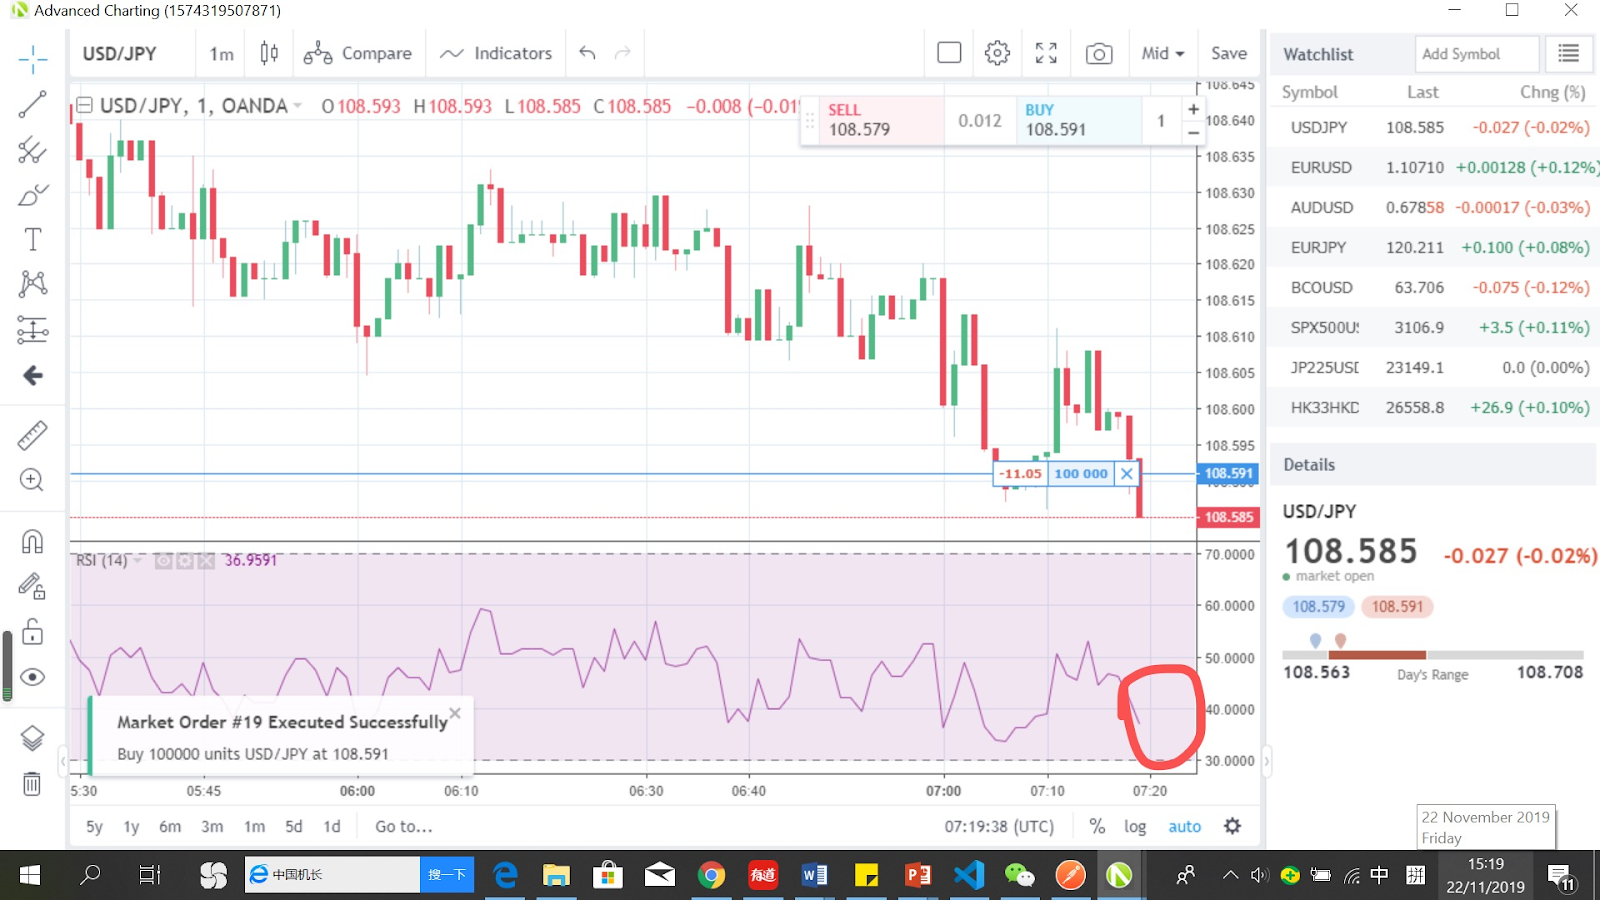 Advanced Charting (1574319507871)
USD/JPY 1m Compare Indicators Mid Save
USD/JPY, 1, OANDA O108.593 H108.593 L108.585 C108.585 −0.008 (−0.01
SELL 108.579 0.012 BUY 108.591 1 + −
108.645
108.640
108.635
108.630
108.625
108.620
108.615
108.610
108.605
108.600
108.595
-11.05 100 000 108.591
108.585
RSI (14) 36.9591
70.0000
60.0000
50.0000
40.0000
30.0000
Market Order #19 Executed Successfully
Buy 100000 units USD/JPY at 108.591
5:30 05:45 06:00 06:10 06:30 06:40 07:00 07:10 07:20
5y 1y 6m 3m 1m 5d 1d Go to... 07:19:38 (UTC) % log auto
Watchlist Add Symbol
Symbol Last Chng (%)
USDJPY 108.585 -0.027 (-0.02%)
EURUSD 1.10710 +0.00128 (+0.12%)
AUDUSD 0.67858 -0.00017 (-0.03%)
EURJPY 120.211 +0.100 (+0.08%)
BCOUSD 63.706 -0.075 (-0.12%)
SPX500U 3106.9 +3.5 (+0.11%)
JP225USD 23149.1 0.0 (0.00%)
HK33HKD 26558.8 +26.9 (+0.10%)
Details
USD/JPY
108.585 -0.027 (-0.02%)
market open
108.579 108.591
108.563 Day's Range 108.708
22 November 2019
Friday
中国机长 搜一下 有道 中 拼 15:19
22/11/2019 11